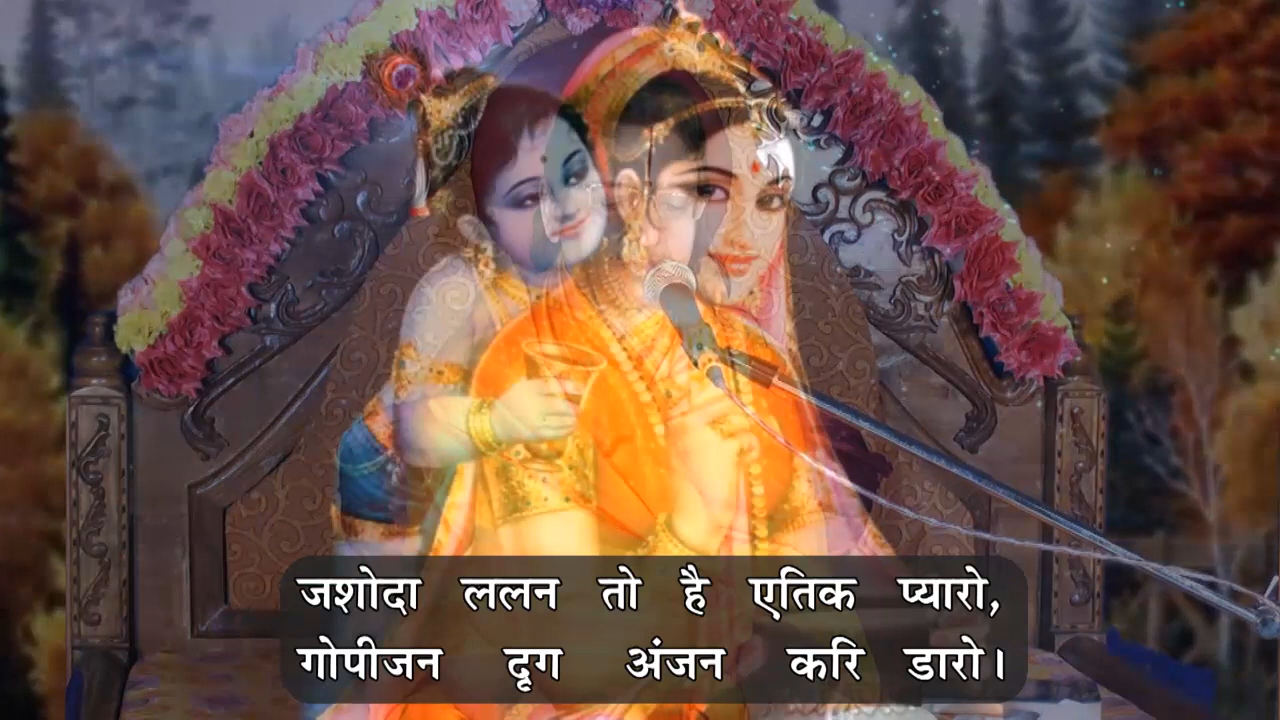 जशोदा ललन तो है एतिक प्यारो,
गोपीजन दृग अंजन करि डारो।